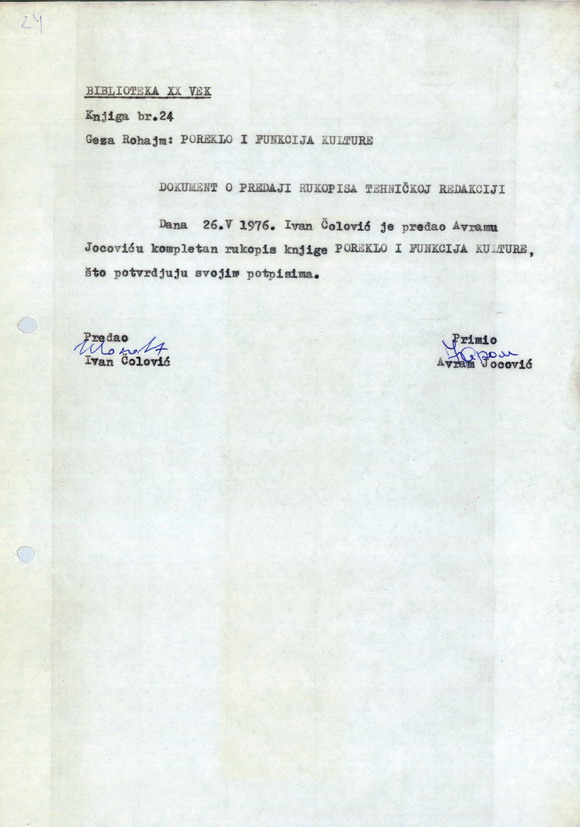 24
BIBLIOTEKA XX VEK
Knjiga br.24
Geza Rohajm: POREKLO I FUNKCIJA KULTURE
DOKUMENT O PREDAJI RUKOPISA TEHNIČKOJ REDAKCIJI
Dana 26.V 1976. Ivan Čolović je predao Avramu
Jocoviću kompletan rukopis knjige POREKLO I FUNKCIJA KULTURE,
što potvrdjuju svojim potpisima.
Predao Primio
Ivan Čolović Avram Jocović